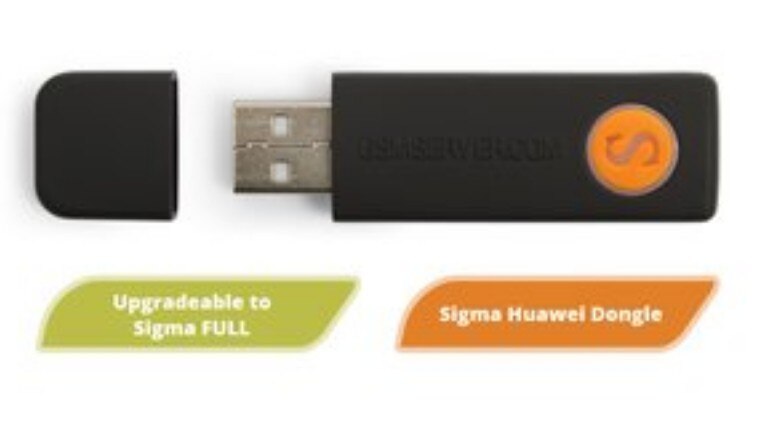 GSMSERVER.COM
S
Upgradeable to
Sigma FULL
Sigma Huawei Dongle